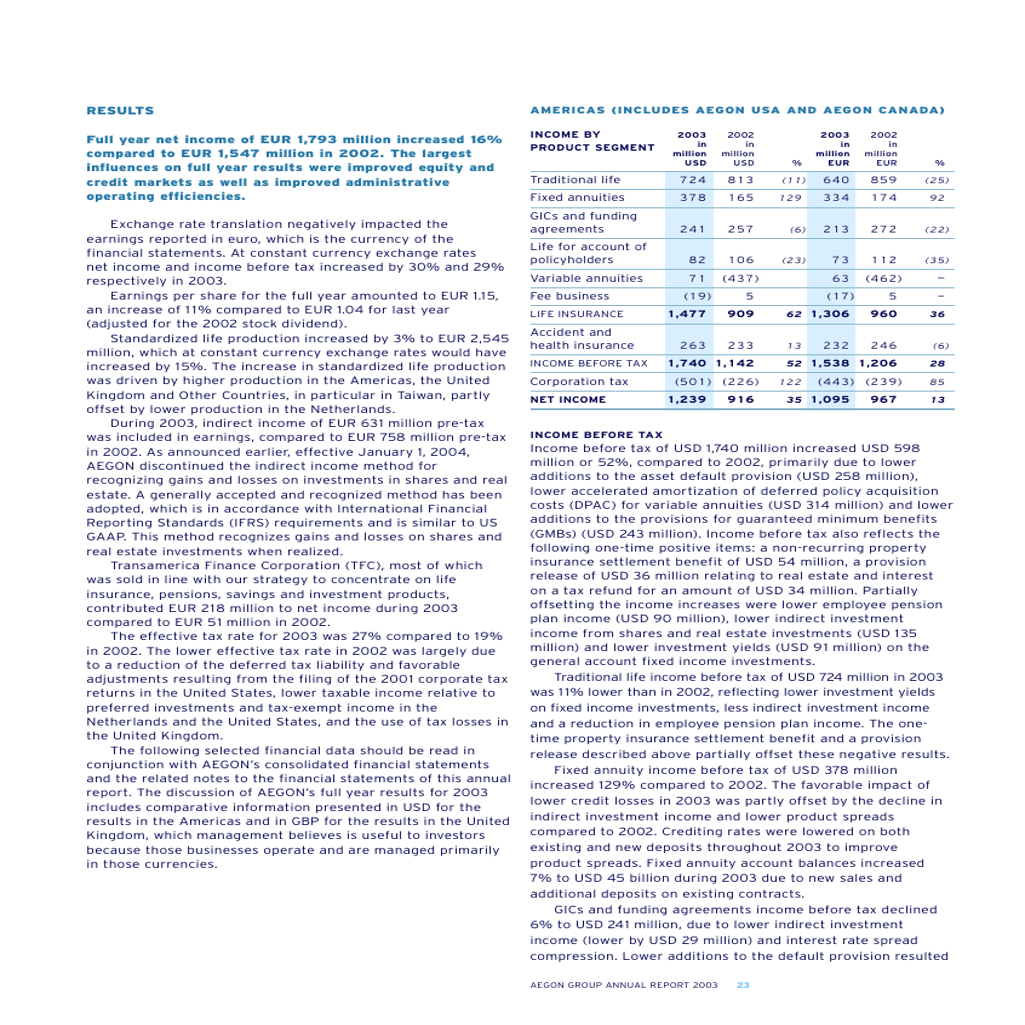 RESULTS
Full year net income of EUR 1,793 million increased 16%
compared to EUR 1,547 million in 2002. The largest
influences on full year results were improved equity and
credit markets as well as improved administrative
operating efficiencies.
Exchange rate translation negatively impacted the
earnings reported in euro, which is the currency of the
financial statements. At constant currency exchange rates
net income and income before tax increased by 30% and 29%
respectively in 2003.
Earnings per share for the full year amounted to EUR 1.15,
an increase of 11% compared to EUR 1.04 for last year
(adjusted for the 2002 stock dividend).
Standardized life production increased by 3% to EUR 2,545
million, which at constant currency exchange rates would have
increased by 15%. The increase in standardized life production
was driven by higher production in the Americas, the United
Kingdom and Other Countries, in particular in Taiwan, partly
offset by lower production in the Netherlands.
During 2003, indirect income of EUR 631 million pre-tax
was included in earnings, compared to EUR 758 million pre-tax
in 2002. As announced earlier, effective January 1, 2004,
AEGON discontinued the indirect income method for
recognizing gains and losses on investments in shares and real
estate. A generally accepted and recognized method has been
adopted, which is in accordance with International Financial
Reporting Standards (IFRS) requirements and is similar to US
GAAP. This method recognizes gains and losses on shares and
real estate investments when realized.
Transamerica Finance Corporation (TFC), most of which
was sold in line with our strategy to concentrate on life
insurance, pensions, savings and investment products,
contributed EUR 218 million to net income during 2003
compared to EUR 51 million in 2002.
The effective tax rate for 2003 was 27% compared to 19%
in 2002. The lower effective tax rate in 2002 was largely due
to a reduction of the deferred tax liability and favorable
adjustments resulting from the filing of the 2001 corporate tax
returns in the United States, lower taxable income relative to
preferred investments and tax-exempt income in the
Netherlands and the United States, and the use of tax losses in
the United Kingdom.
The following selected financial data should be read in
conjunction with AEGON's consolidated financial statements
and the related notes to the financial statements of this annual
report. The discussion of AEGON's full year results for 2003
includes comparative information presented in USD for the
results in the Americas and in GBP for the results in the United
Kingdom, which management believes is useful to investors
because those businesses operate and are managed primarily
in those currencies.
AMERICAS (INCLUDES AEGON USA AND AEGON CANADA)
INCOME BY 2003 2002 2003 2002
PRODUCT SEGMENT in in in in
million million million million
USD USD % EUR EUR %
Traditional life 724 813 (11) 640 859 (25)
Fixed annuities 378 165 129 334 174 92
GICs and funding
agreements 241 257 (6) 213 272 (22)
Life for account of
policyholders 82 106 (23) 73 112 (35)
Variable annuities 71 (437) 63 (462) –
Fee business (19) 5 (17) 5 –
LIFE INSURANCE 1,477 909 62 1,306 960 36
Accident and
health insurance 263 233 13 232 246 (6)
INCOME BEFORE TAX 1,740 1,142 52 1,538 1,206 28
Corporation tax (501) (226) 122 (443) (239) 85
NET INCOME 1,239 916 35 1,095 967 13
INCOME BEFORE TAX
Income before tax of USD 1,740 million increased USD 598
million or 52%, compared to 2002, primarily due to lower
additions to the asset default provision (USD 258 million),
lower accelerated amortization of deferred policy acquisition
costs (DPAC) for variable annuities (USD 314 million) and lower
additions to the provisions for guaranteed minimum benefits
(GMBs) (USD 243 million). Income before tax also reflects the
following one-time positive items: a non-recurring property
insurance settlement benefit of USD 54 million, a provision
release of USD 36 million relating to real estate and interest
on a tax refund for an amount of USD 34 million. Partially
offsetting the income increases were lower employee pension
plan income (USD 90 million), lower indirect investment
income from shares and real estate investments (USD 135
million) and lower investment yields (USD 91 million) on the
general account fixed income investments.
Traditional life income before tax of USD 724 million in 2003
was 11% lower than in 2002, reflecting lower investment yields
on fixed income investments, less indirect investment income
and a reduction in employee pension plan income. The one-
time property insurance settlement benefit and a provision
release described above partially offset these negative results.
Fixed annuity income before tax of USD 378 million
increased 129% compared to 2002. The favorable impact of
lower credit losses in 2003 was partly offset by the decline in
indirect investment income and lower product spreads
compared to 2002. Crediting rates were lowered on both
existing and new deposits throughout 2003 to improve
product spreads. Fixed annuity account balances increased
7% to USD 45 billion during 2003 due to new sales and
additional deposits on existing contracts.
GICs and funding agreements income before tax declined
6% to USD 241 million, due to lower indirect investment
income (lower by USD 29 million) and interest rate spread
compression. Lower additions to the default provision resulted
AEGON GROUP ANNUAL REPORT 2003 23